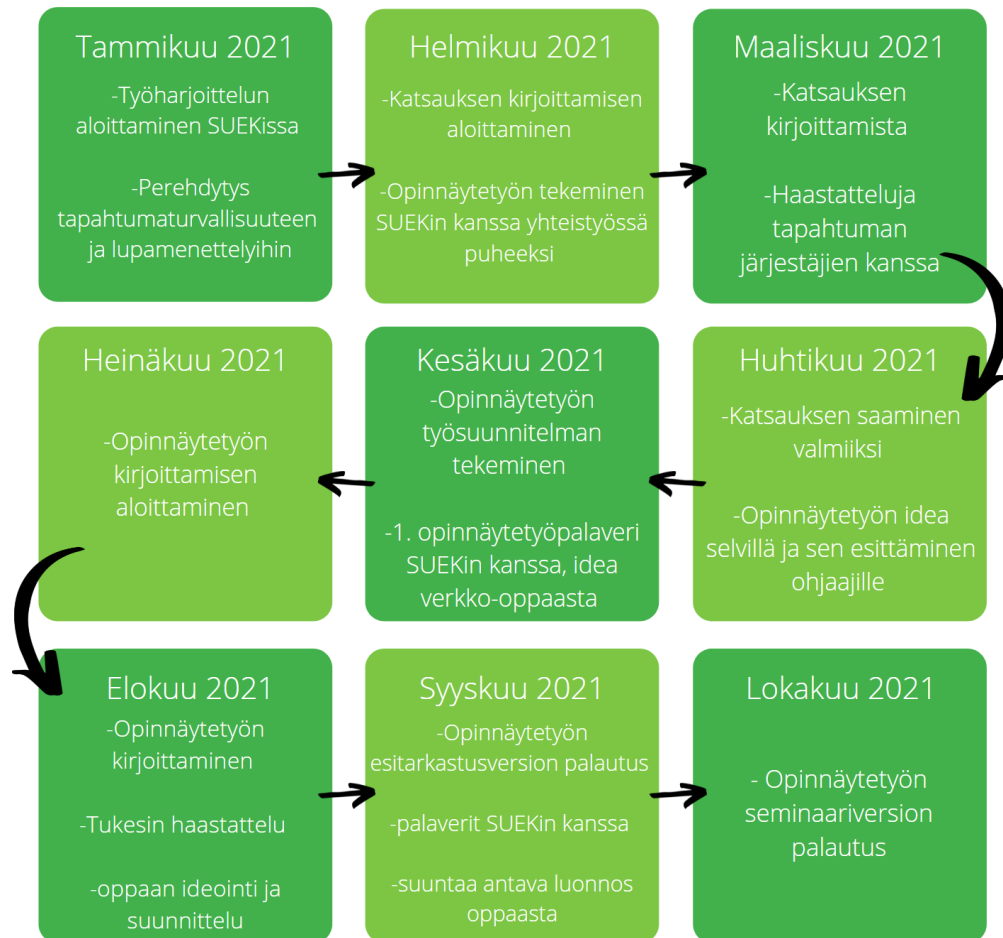 Tammikuu 2021
-Työharjoittelun
aloittaminen SUEKissa
-Perehdytys
tapahtumaturvallisuuteen
ja lupamenettelyihin
Helmikuu 2021
-Katsauksen kirjoittamisen
aloittaminen
-Opinnäytetyön tekeminen
SUEKin kanssa yhteistyössä
puheeksi
Maaliskuu 2021
-Katsauksen
kirjoittamista
-Haastatteluja
tapahtuman
järjestäjien kanssa
Huhtikuu 2021
-Katsauksen saaminen
valmiiksi
-Opinnäytetyön idea
selvillä ja sen esittäminen
ohjaajille
Kesäkuu 2021
-Opinnäytetyön
työsuunnitelman
tekeminen
-1. opinnäytetyöpalaveri
SUEKin kanssa, idea
verkko-oppaasta
Heinäkuu 2021
-Opinnäytetyön
kirjoittamisen
aloittaminen
Elokuu 2021
-Opinnäytetyön
kirjoittaminen
-Tukesin haastattelu
-oppaan ideointi ja
suunnittelu
Syyskuu 2021
-Opinnäytetyön
esitarkastusversion palautus
-palaverit SUEKin kanssa
-suuntaa antava luonnos
oppaasta
Lokakuu 2021
- Opinnäytetyön
seminaariversion
palautus